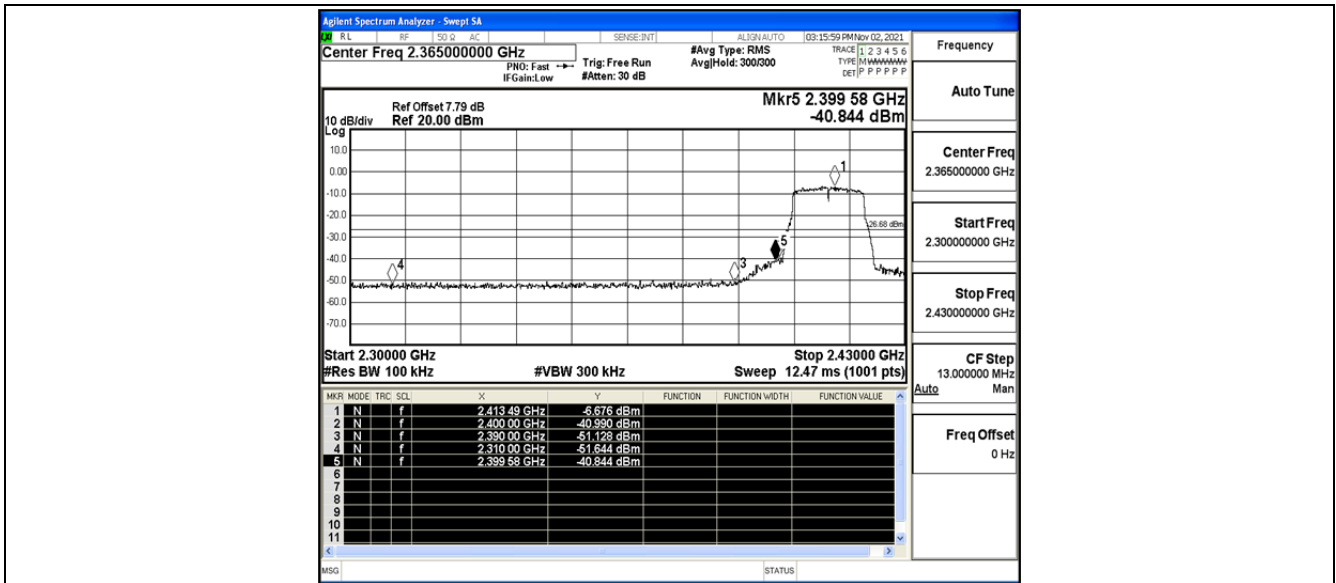 Agilent Spectrum Analyzer - Swept SA
LXI RL RF 50 Ω AC SENSE:INT ALIGN AUTO 03:15:59 PM Nov 02, 2021
Center Freq 2.365000000 GHz
PNO: Fast
IFGain:Low
Trig: Free Run
#Atten: 30 dB
#Avg Type: RMS
Avg|Hold: 300/300
TRACE 1 2 3 4 5 6
TYPE M W W W W W
DET P P P P P P
Ref Offset 7.79 dB
10 dB/div Ref 20.00 dBm
Log
Mkr5 2.399 58 GHz
-40.844 dBm
10.0
0.00
-10.0
-20.0
-30.0
-40.0
-50.0
-60.0
-70.0
1
-26.68 dBm
5
3
4
Start 2.30000 GHz Stop 2.43000 GHz
#Res BW 100 kHz #VBW 300 kHz Sweep 12.47 ms (1001 pts)
MKR MODE TRC SCL X Y FUNCTION FUNCTION WIDTH FUNCTION VALUE
1 N f 2.413 49 GHz -6.676 dBm
2 N f 2.400 00 GHz -40.990 dBm
3 N f 2.390 00 GHz -51.128 dBm
4 N f 2.310 00 GHz -51.644 dBm
5 N f 2.399 58 GHz -40.844 dBm
6
7
8
9
10
11
MSG STATUS
Frequency
Auto Tune
Center Freq
2.365000000 GHz
Start Freq
2.300000000 GHz
Stop Freq
2.430000000 GHz
CF Step
13.000000 MHz
Auto Man
Freq Offset
0 Hz